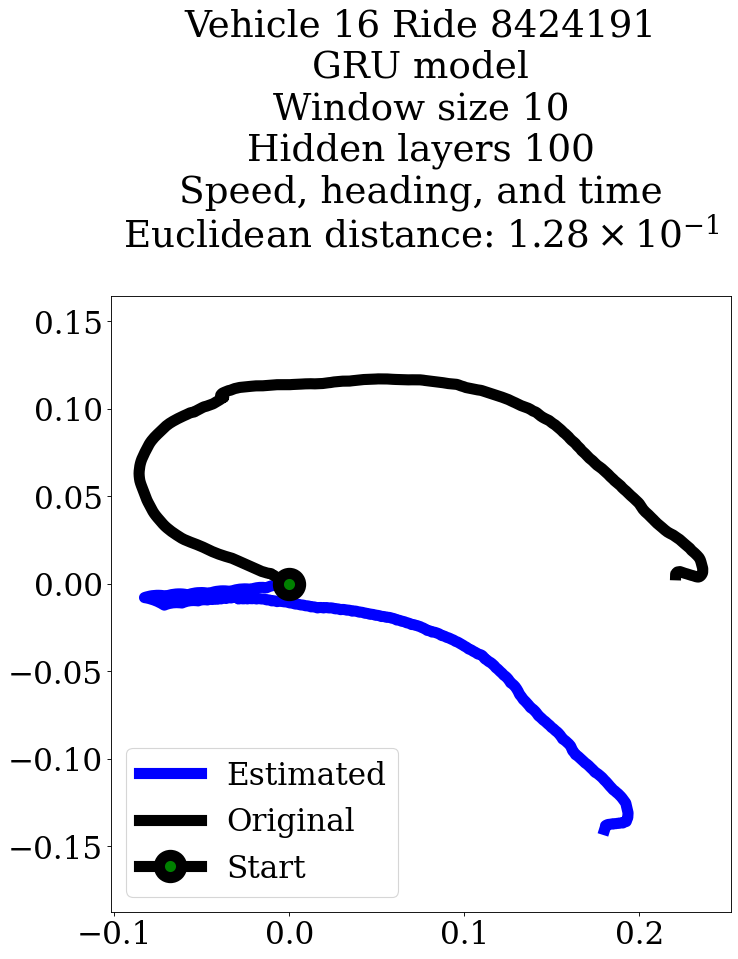 Vehicle 16 Ride 8424191
GRU model
Window size 10
Hidden layers 100
Speed, heading, and time
Euclidean distance: 1.28 × 10⁻¹
0.15
0.10
0.05
0.00
−0.05
−0.10
−0.15
Estimated
Original
Start
−0.1 0.0 0.1 0.2